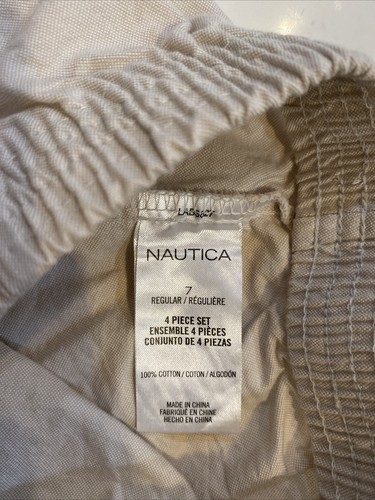 NAUTICA
7
REGULAR / RÉGULIÈRE
4 PIECE SET
ENSEMBLE 4 PIÈCES
CONJUNTO DE 4 PIEZAS
100% COTTON / COTON / ALGODÓN
MADE IN CHINA
FABRIQUÉ EN CHINE
HECHO EN CHINA